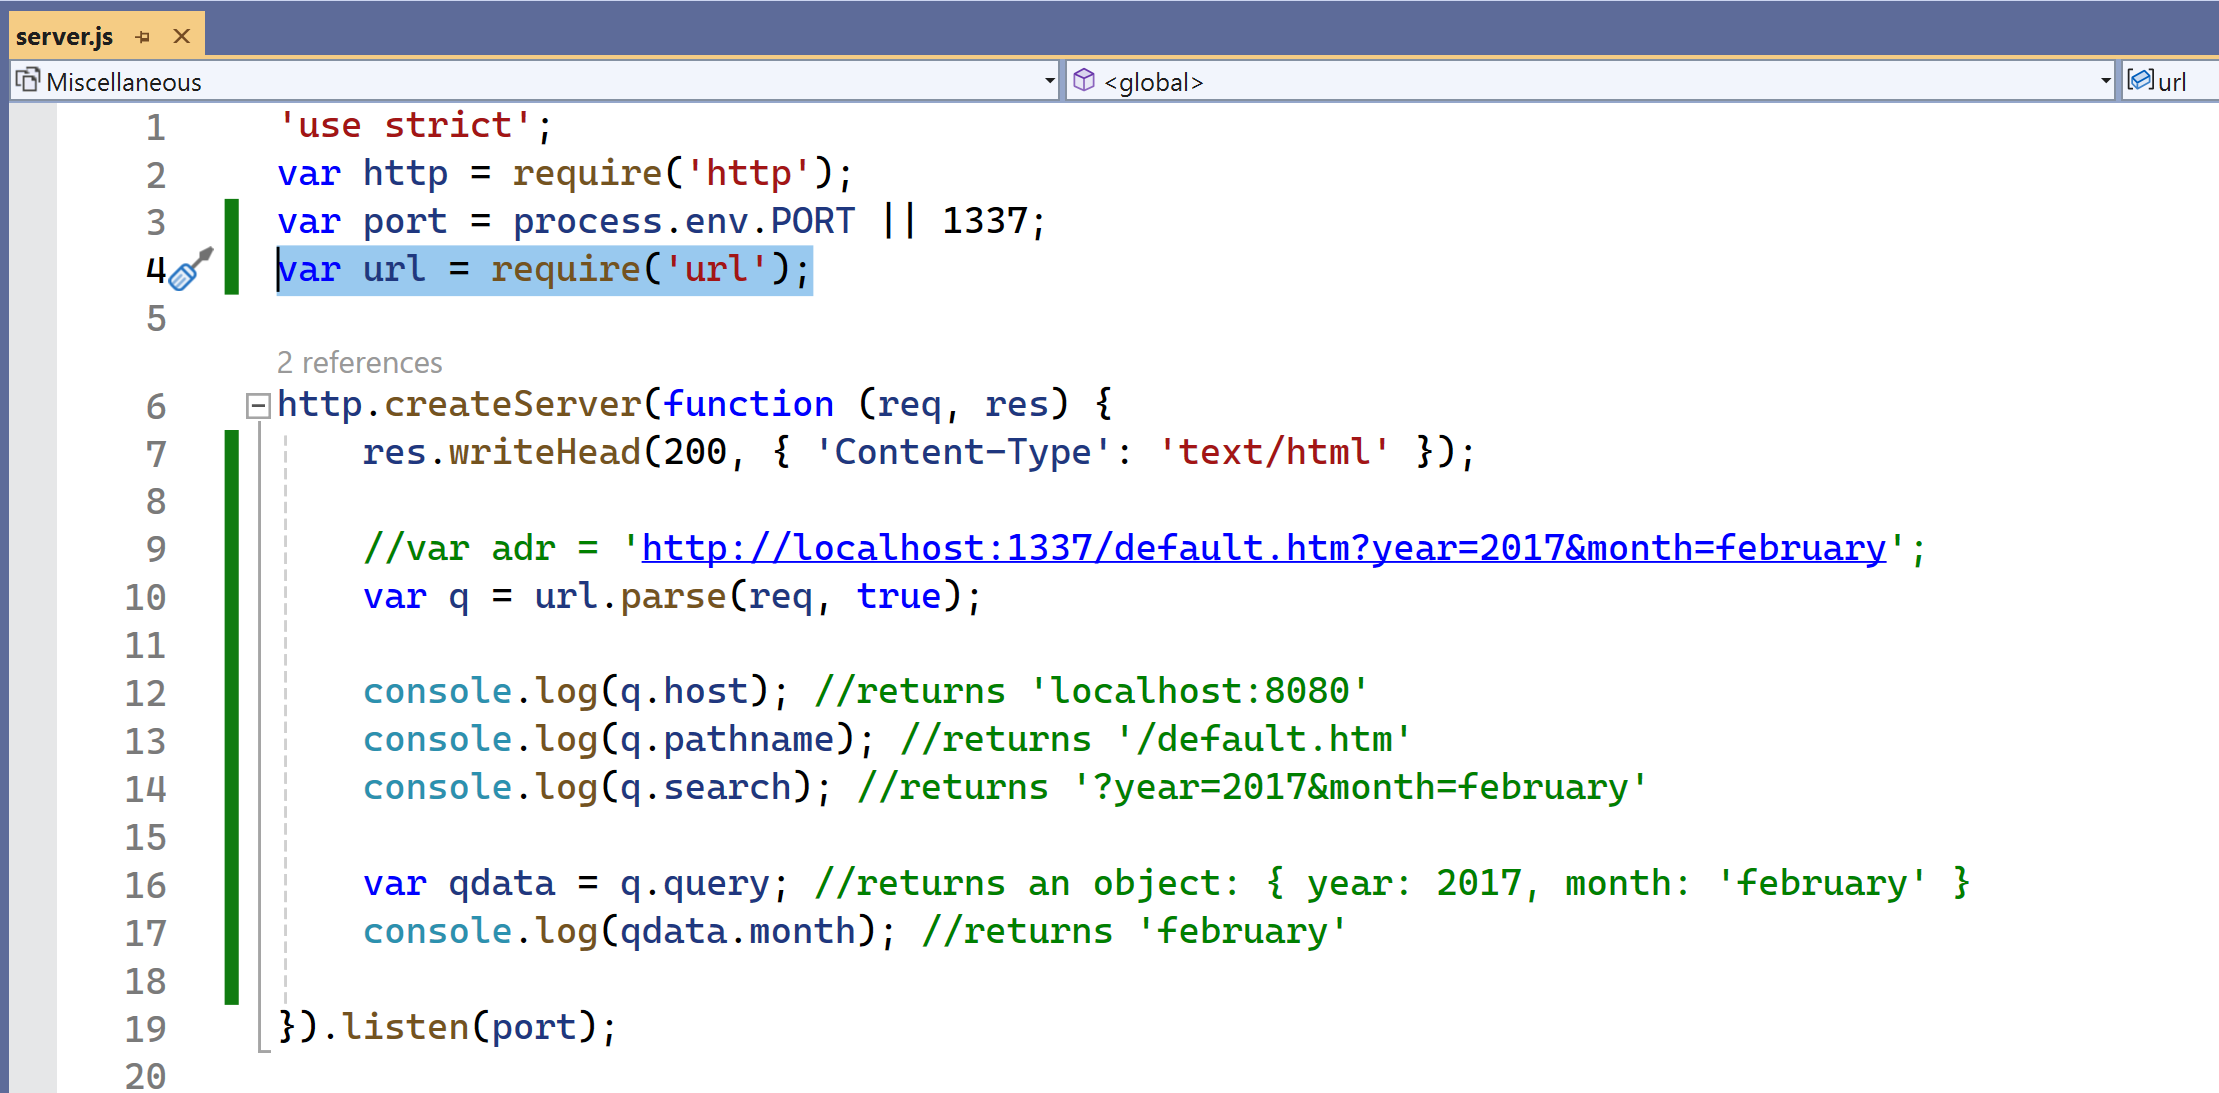 server.js
Miscellaneous
<global>
url
1 'use strict';
2 var http = require('http');
3 var port = process.env.PORT || 1337;
4 var url = require('url');
5
2 references
6 http.createServer(function (req, res) {
7     res.writeHead(200, { 'Content-Type': 'text/html' });
8
9     //var adr = 'http://localhost:1337/default.htm?year=2017&month=february';
10     var q = url.parse(req, true);
11
12     console.log(q.host); //returns 'localhost:8080'
13     console.log(q.pathname); //returns '/default.htm'
14     console.log(q.search); //returns '?year=2017&month=february'
15
16     var qdata = q.query; //returns an object: { year: 2017, month: 'february' }
17     console.log(qdata.month); //returns 'february'
18
19 }).listen(port);
20